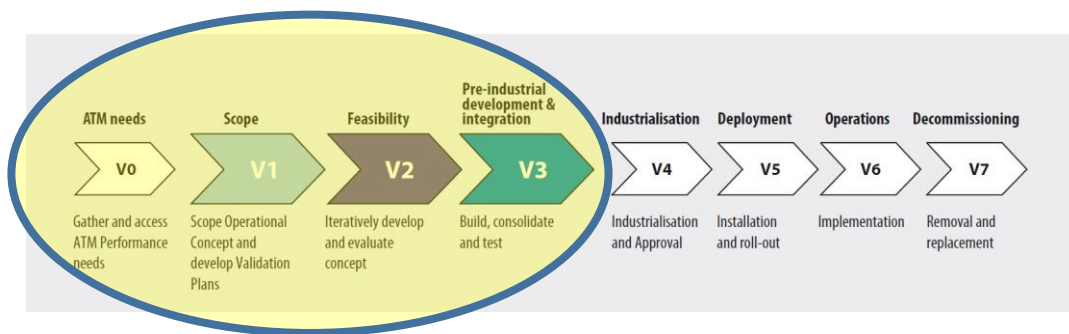 ATM needs
Scope
Feasibility
Pre-industrial
development &
integration
Industrialisation
Deployment
Operations
Decommissioning
V0
V1
V2
V3
V4
V5
V6
V7
Gather and access
ATM Performance
needs
Scope Operational
Concept and
develop Validation
Plans
Iteratively develop
and evaluate
concept
Build, consolidate
and test
Industrialisation
and Approval
Installation
and roll-out
Implementation
Removal and
replacement